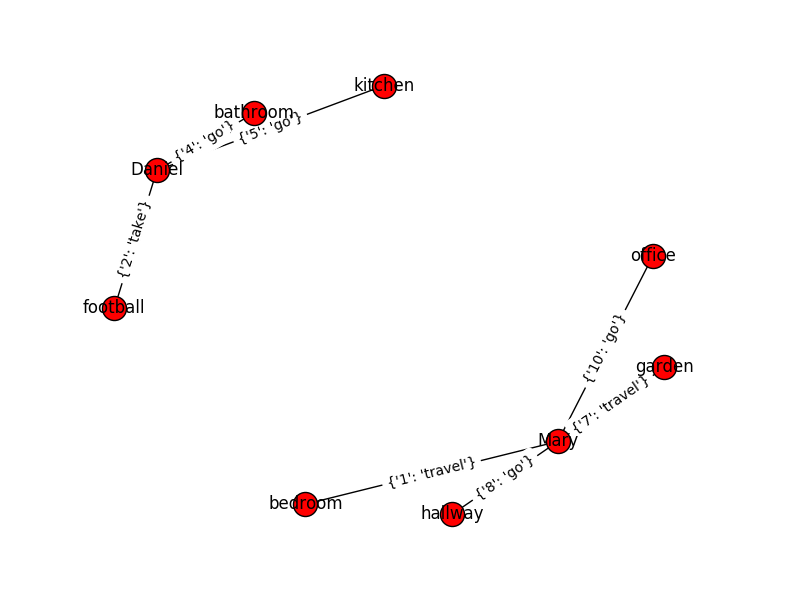 kitchen
bathroom
{'5': 'go'}
{'4': 'go'}
Daniel
{'2': 'take'}
football
office
{'10': 'go'}
garden
{'7': 'travel'}
Mary
{'1': 'travel'}
{'8': 'go'}
bedroom
hallway